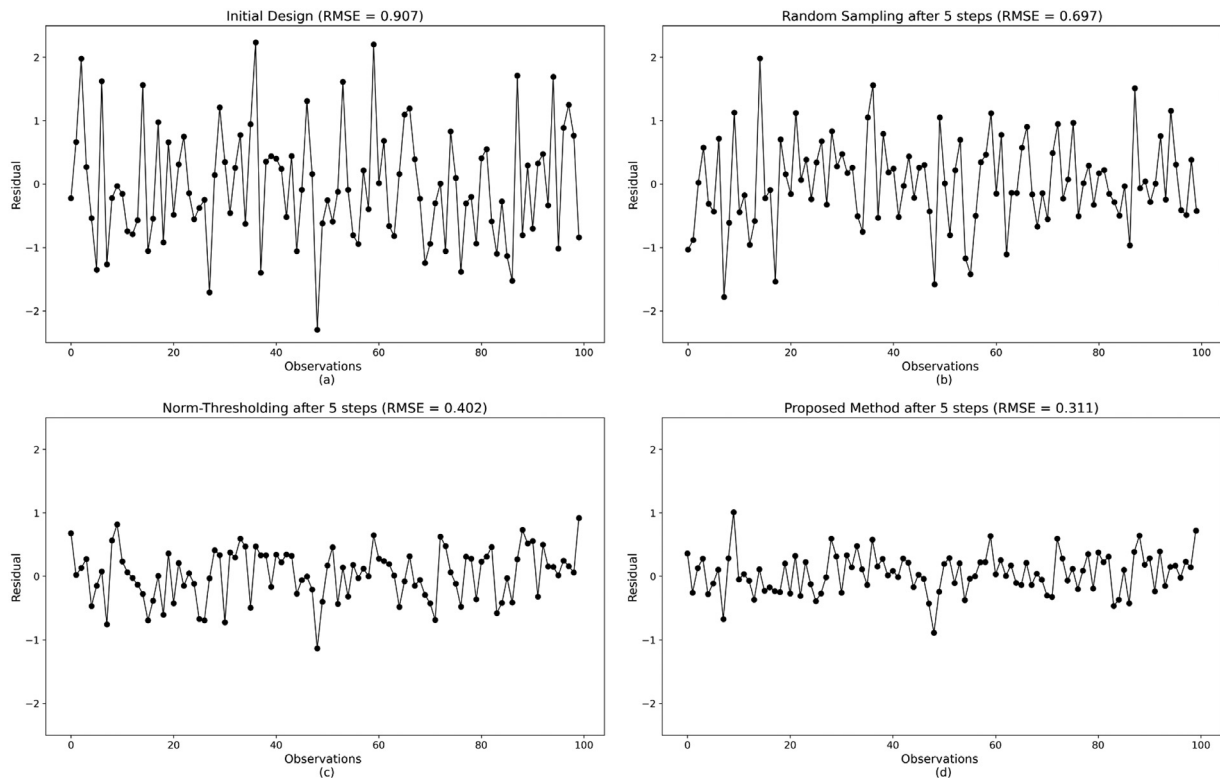 Initial Design (RMSE = 0.907)
2
1
0
−1
−2
Residual
0 20 40 60 80 100
Observations
(a)
Random Sampling after 5 steps (RMSE = 0.697)
2
1
0
−1
−2
Residual
0 20 40 60 80 100
Observations
(b)
Norm-Thresholding after 5 steps (RMSE = 0.402)
2
1
0
−1
−2
Residual
0 20 40 60 80 100
Observations
(c)
Proposed Method after 5 steps (RMSE = 0.311)
2
1
0
−1
−2
Residual
0 20 40 60 80 100
Observations
(d)